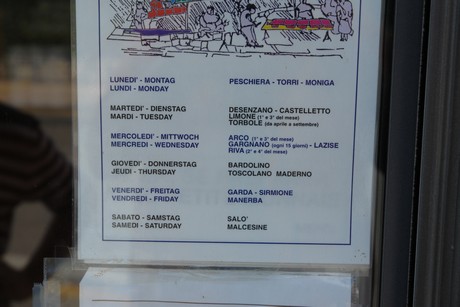 LUNEDI' - MONTAG
LUNDI - MONDAY
PESCHIERA - TORRI - MONIGA
MARTEDI' - DIENSTAG
MARDI - TUESDAY
DESENZANO - CASTELLETTO
LIMONE (1° e 3° del mese)
TORBOLE (da aprile a settembre)
MERCOLEDI' - MITTWOCH
MERCREDI - WEDNESDAY
ARCO (1° e 3° del mese)
GARGNANO (ogni 15 giorni) - LAZISE
RIVA (2° e 4° del mese)
GIOVEDI' - DONNERSTAG
JEUDI - THURSDAY
BARDOLINO
TOSCOLANO MADERNO
VENERDI' - FREITAG
VENDREDI - FRIDAY
GARDA - SIRMIONE
MANERBA
SABATO - SAMSTAG
SAMEDI - SATURDAY
SALO'
MALCESINE